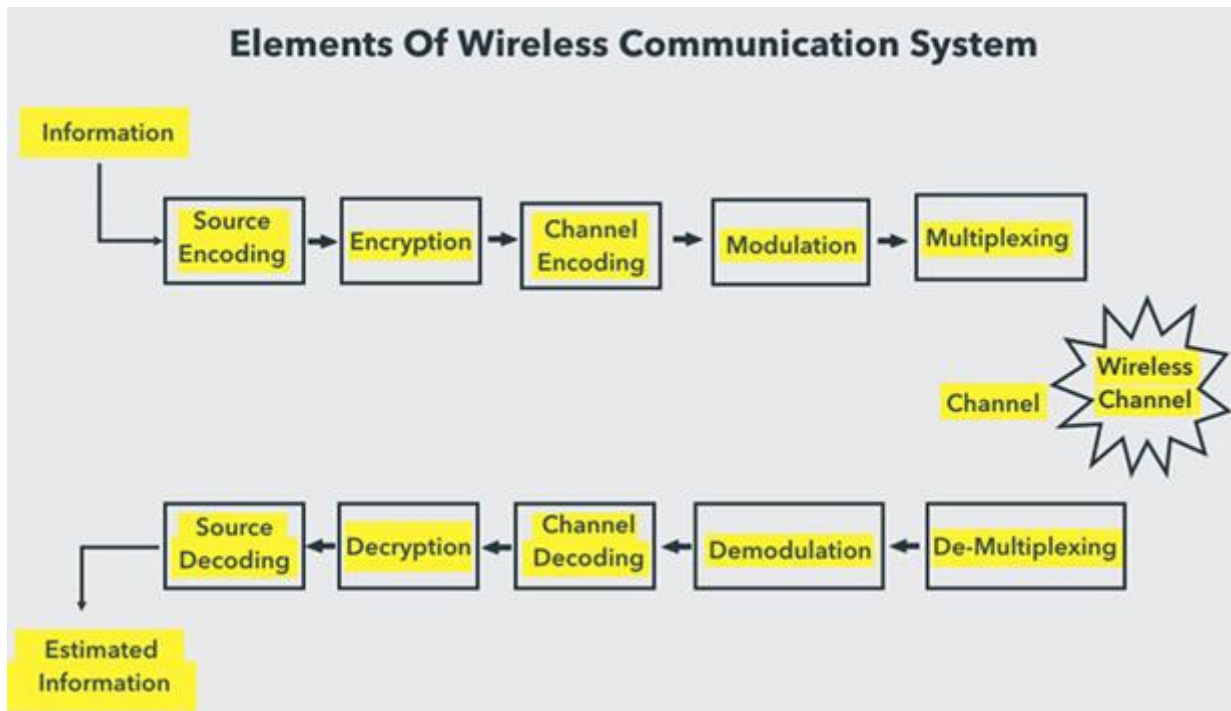 Elements Of Wireless Communication System
Information
Source
Encoding
Encryption
Channel
Encoding
Modulation
Multiplexing
Wireless
Channel
Channel
Source
Decoding
Decryption
Channel
Decoding
Demodulation
De-Multiplexing
Estimated
Information